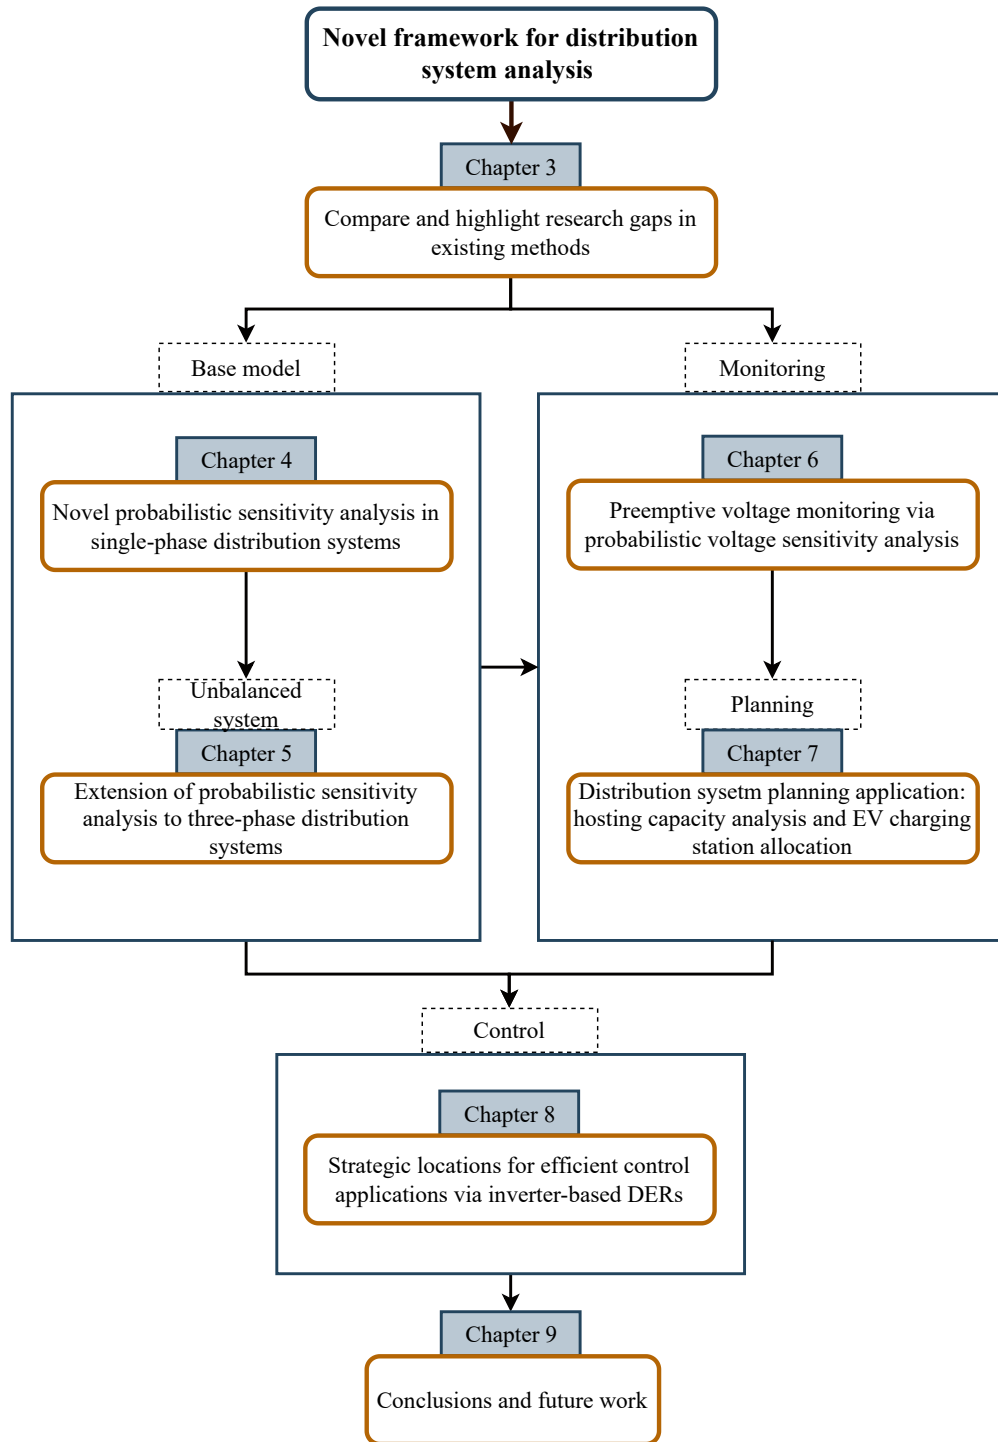 Novel framework for distribution
system analysis
Chapter 3
Compare and highlight research gaps in
existing methods
Base model
Chapter 4
Novel probabilistic sensitivity analysis in
single-phase distribution systems
Unbalanced
system
Chapter 5
Extension of probabilistic sensitivity
analysis to three-phase distribution
systems
Monitoring
Chapter 6
Preemptive voltage monitoring via
probabilistic voltage sensitivity analysis
Planning
Chapter 7
Distribution sysetm planning application:
hosting capacity analysis and EV charging
station allocation
Control
Chapter 8
Strategic locations for efficient control
applications via inverter-based DERs
Chapter 9
Conclusions and future work